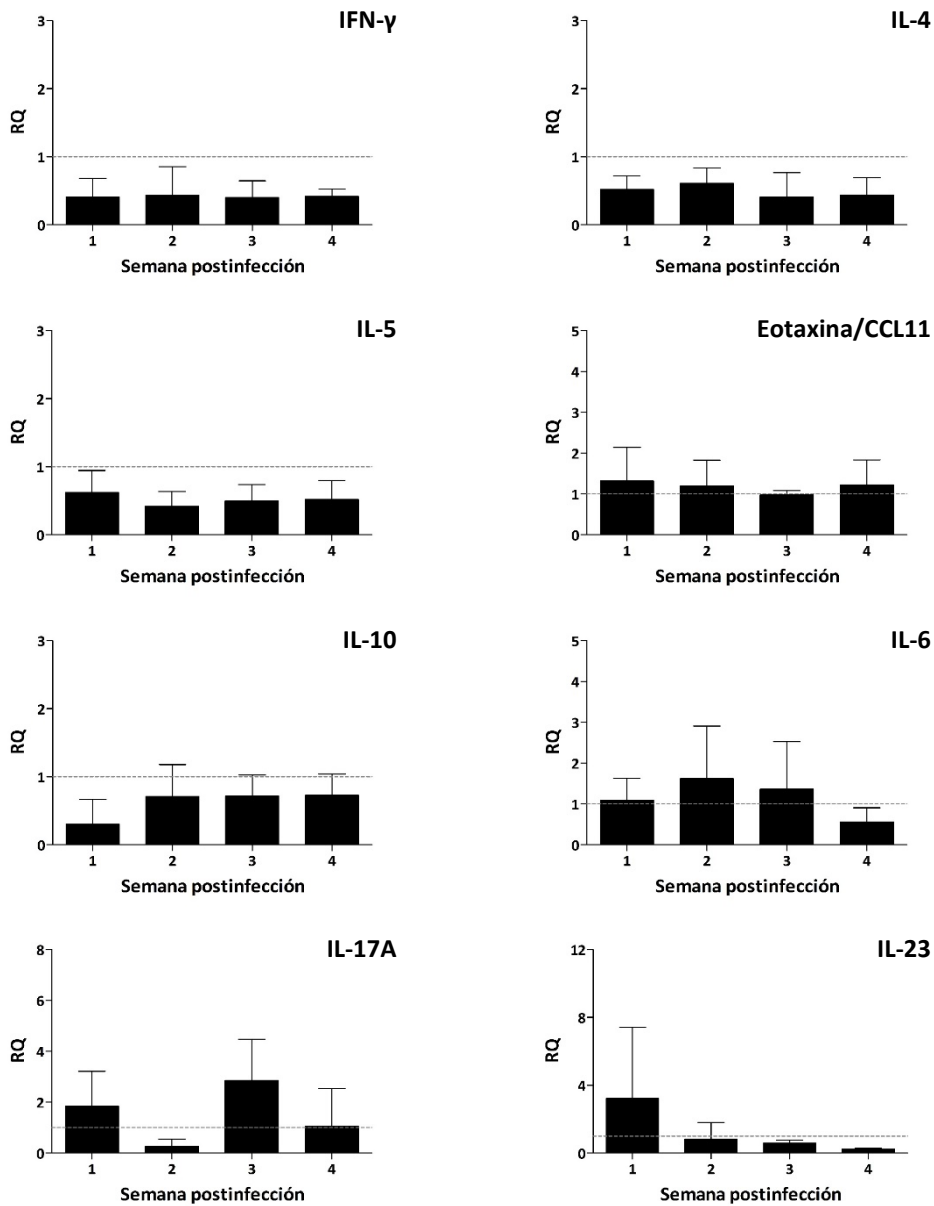 IFN-γ
3
2
1
0
RQ
1 2 3 4
Semana postinfección
IL-4
3
2
1
0
RQ
1 2 3 4
Semana postinfección
IL-5
3
2
1
0
RQ
1 2 3 4
Semana postinfección
Eotaxina/CCL11
5
4
3
2
1
0
RQ
1 2 3 4
Semana postinfección
IL-10
3
2
1
0
RQ
1 2 3 4
Semana postinfección
IL-6
5
4
3
2
1
0
RQ
1 2 3 4
Semana postinfección
IL-17A
8
6
4
2
0
RQ
1 2 3 4
Semana postinfección
IL-23
12
8
4
0
RQ
1 2 3 4
Semana postinfección